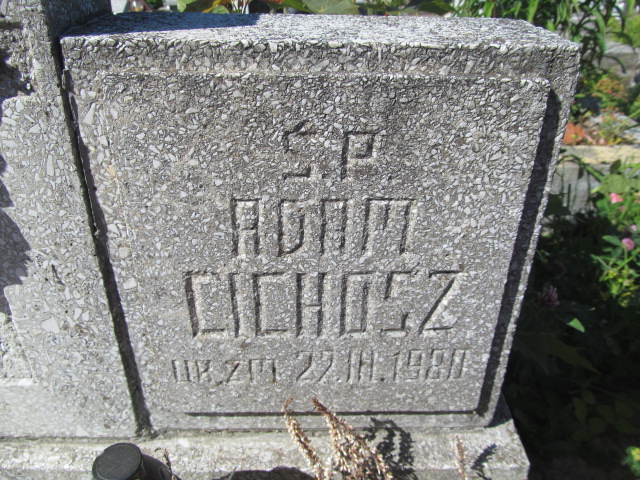 Ś.P.
ADAM
CICHOSZ
UR. ZM. 22.III.1980